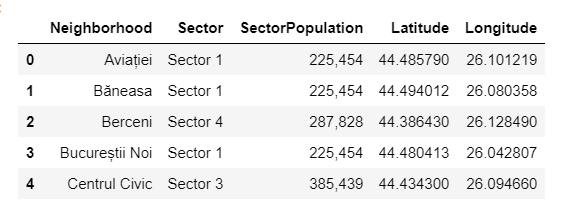 Neighborhood Sector SectorPopulation Latitude Longitude
0 Aviației Sector 1 225,454 44.485790 26.101219
1 Băneasa Sector 1 225,454 44.494012 26.080358
2 Berceni Sector 4 287,828 44.386430 26.128490
3 Bucureștii Noi Sector 1 225,454 44.480413 26.042807
4 Centrul Civic Sector 3 385,439 44.434300 26.094660